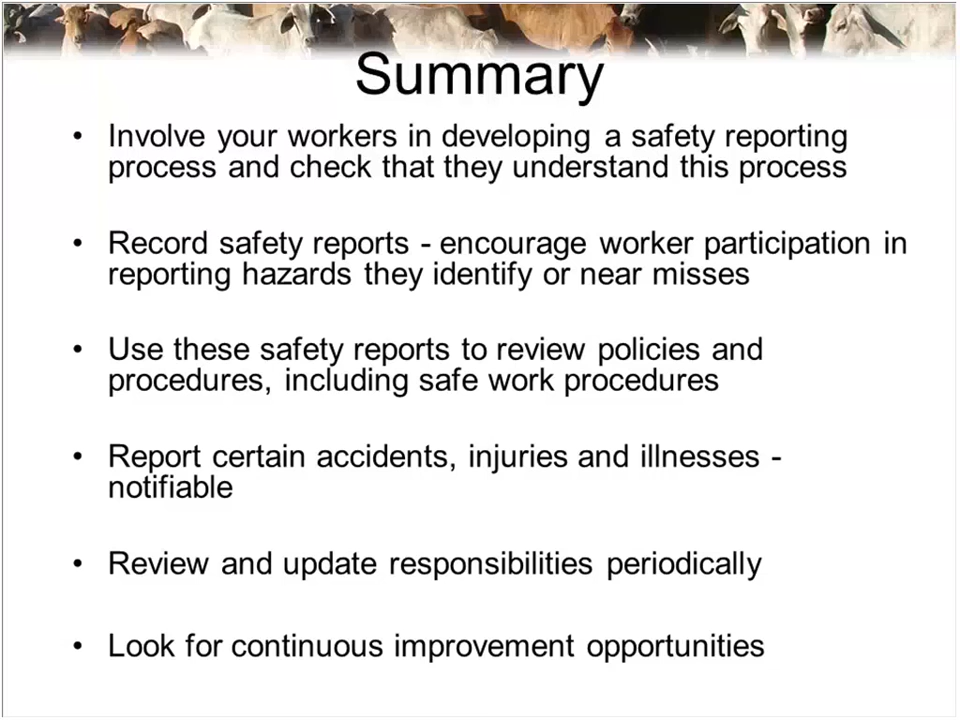 Summary
• Involve your workers in developing a safety reporting
process and check that they understand this process
• Record safety reports - encourage worker participation in
reporting hazards they identify or near misses
• Use these safety reports to review policies and
procedures, including safe work procedures
• Report certain accidents, injuries and illnesses -
notifiable
• Review and update responsibilities periodically
• Look for continuous improvement opportunities